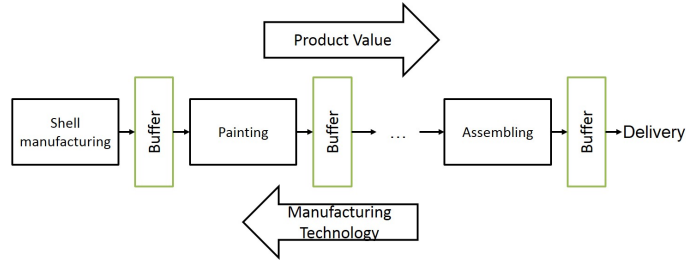 Product Value
Shell
manufacturing
Buffer
Painting
Buffer
...
Assembling
Buffer
Delivery
Manufacturing
Technology